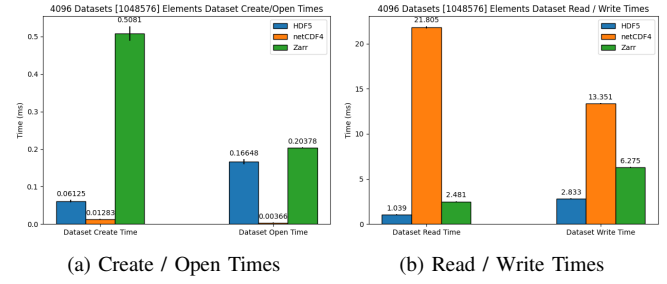 4096 Datasets [1048576] Elements Dataset Create/Open Times
0.5081
HDF5
netCDF4
Zarr
0.5
0.4
0.3
0.2
0.1
0.0
Time (ms)
0.06125
0.01283
0.16648
0.00366
0.20378
Dataset Create Time
Dataset Open Time
(a) Create / Open Times
4096 Datasets [1048576] Elements Dataset Read / Write Times
21.805
HDF5
netCDF4
Zarr
20
15
10
5
0
Time (ms)
1.039
2.481
2.833
13.351
6.275
Dataset Read Time
Dataset Write Time
(b) Read / Write Times